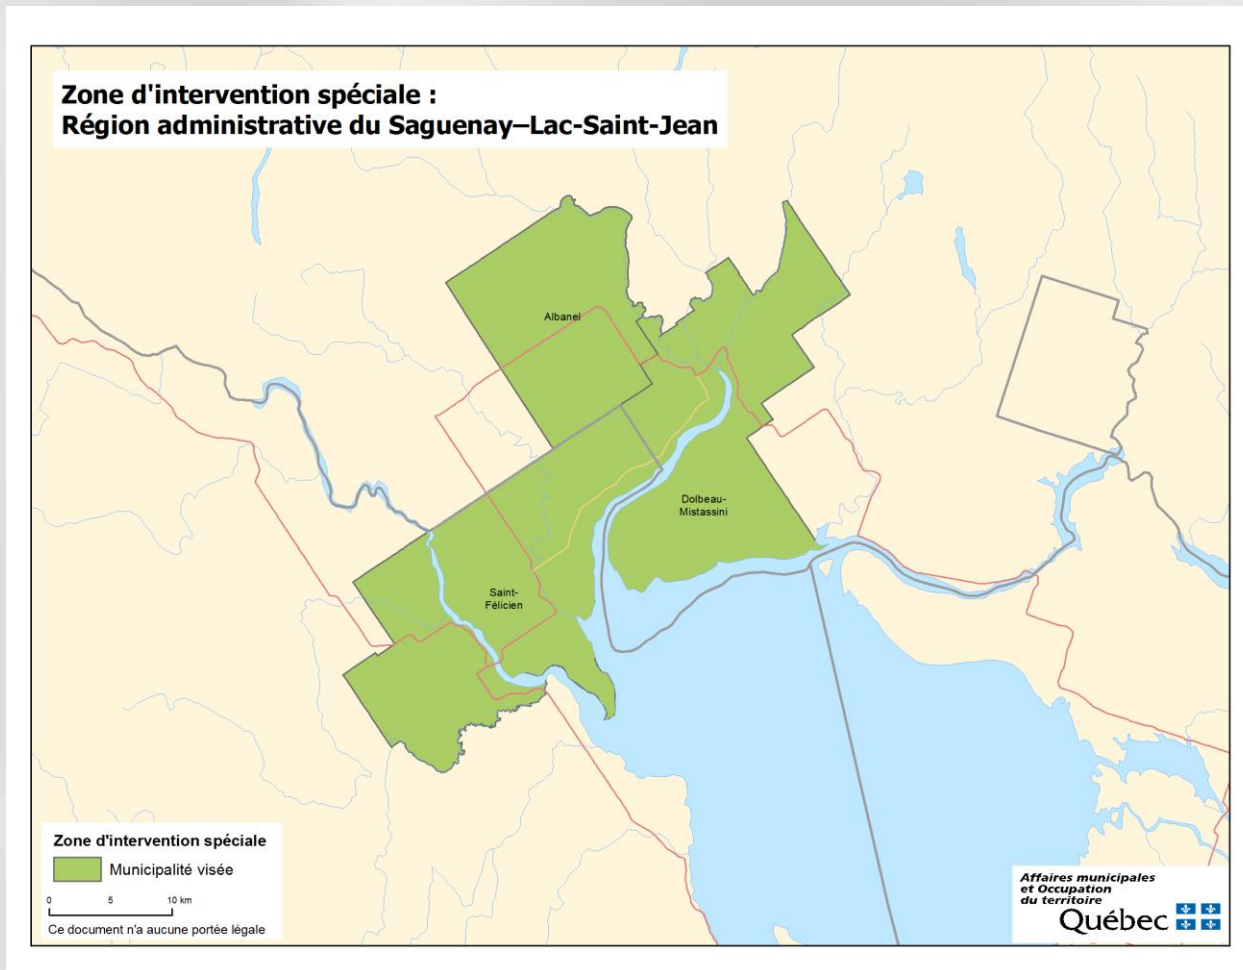 Zone d'intervention spéciale :
Région administrative du Saguenay–Lac-Saint-Jean
Albanel
Dolbeau-
Mistassini
Saint-
Félicien
Zone d'intervention spéciale
Municipalité visée
0 5 10 km
Ce document n'a aucune portée légale
Affaires municipales
et Occupation
du territoire
Québec